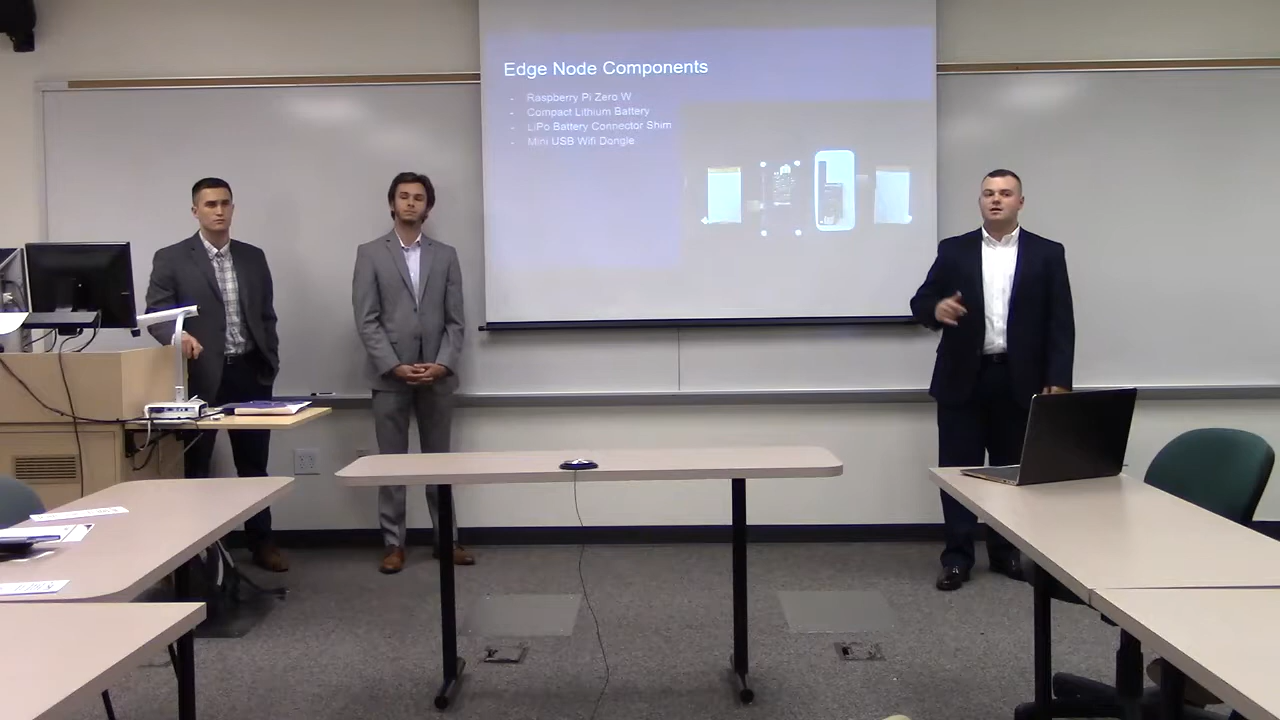 Edge Node Components
- Raspberry Pi Zero W
- Compact Lithium Battery
- LiPo Battery Connector Shim
- Mini USB Wifi Dongle